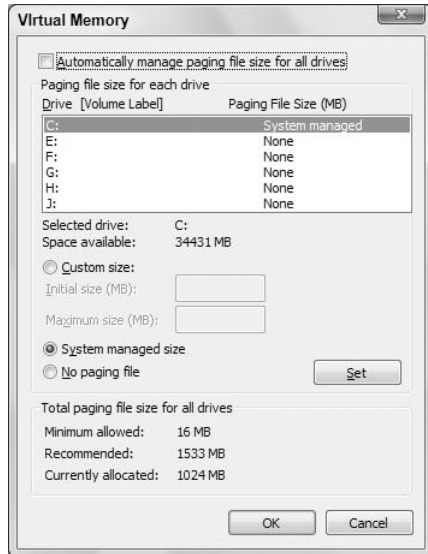 VIrtual Memory
Automatically manage paging file size for all drives
Paging file size for each drive
Drive [Volume Label] Paging File Size (MB)
C: System managed
E: None
F: None
G: None
H: None
J: None
Selected drive: C:
Space available: 34431 MB
Custom size:
Initial size (MB):
Maximum size (MB):
System managed size
No paging file
Set
Total paging file size for all drives
Minimum allowed: 16 MB
Recommended: 1533 MB
Currently allocated: 1024 MB
OK Cancel